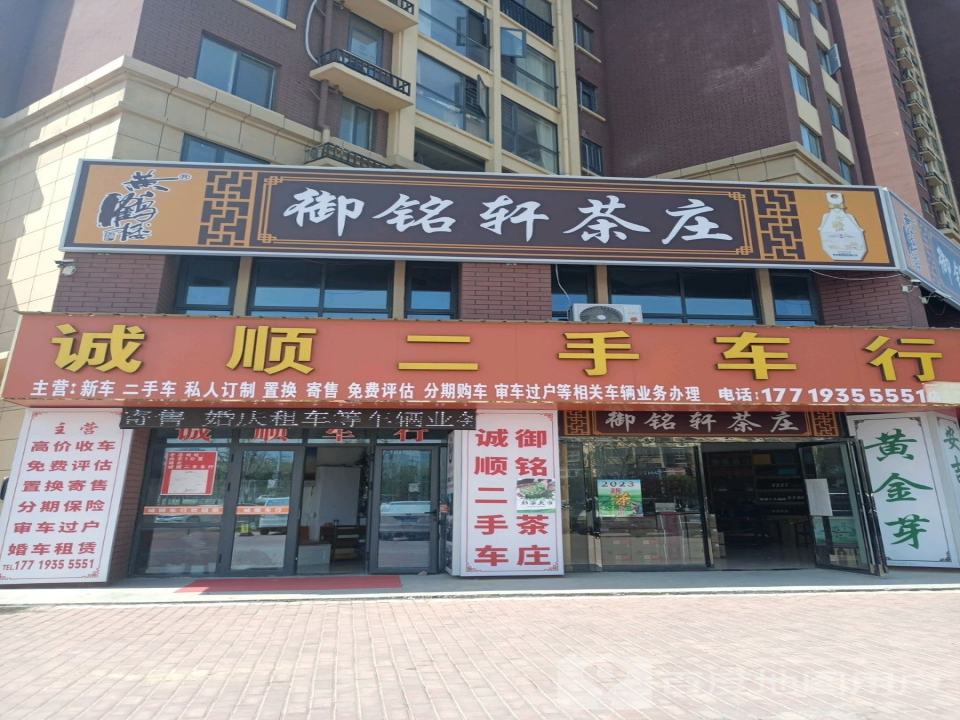 黄鹤楼
御铭轩茶庄
诚顺二手车行
主营:新车 二手车 私人订制 置换 寄售 免费评估 分期购车 审车过户等相关车辆业务办理 电话:17719355551
寄售 婚庆租车等车辆业务
诚顺车行
御铭轩茶庄
主营
高价收车
免费评估
置换寄售
分期保险
审车过户
婚车租赁
TEL17719355551
御铭茶庄
诚顺二手车
2023
黄金芽